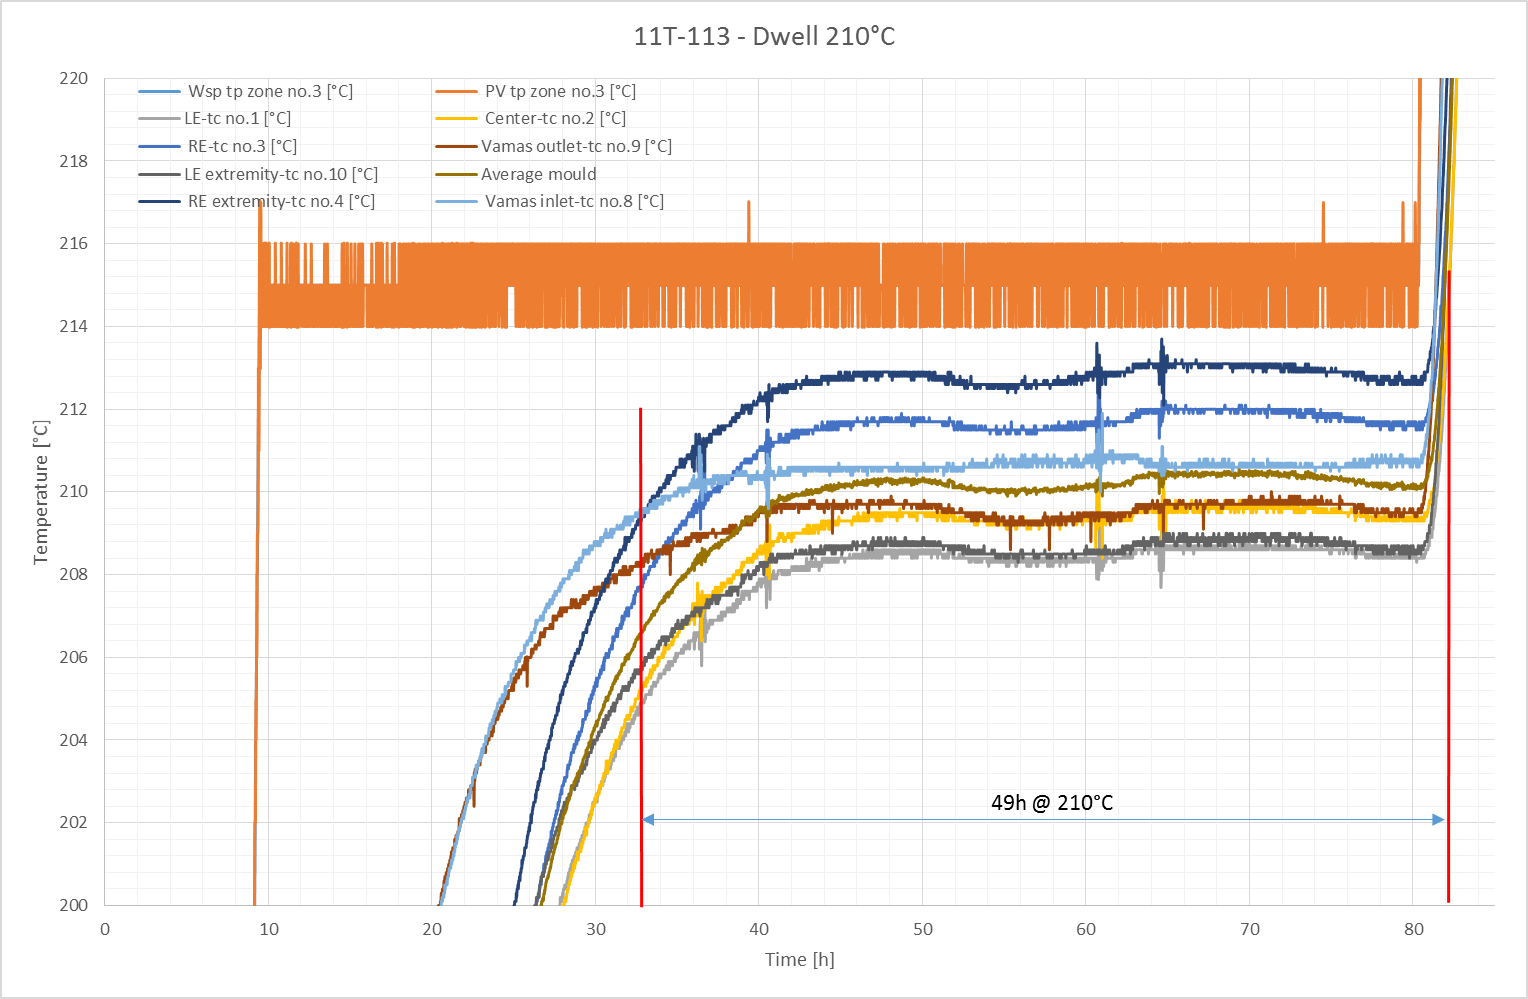 11T-113 - Dwell 210°C
220
218
216
214
212
210
208
206
204
202
200
Temperature [°C]
Wsp tp zone no.3 [°C]
PV tp zone no.3 [°C]
LE-tc no.1 [°C]
Center-tc no.2 [°C]
RE-tc no.3 [°C]
Vamas outlet-tc no.9 [°C]
LE extremity-tc no.10 [°C]
Average mould
RE extremity-tc no.4 [°C]
Vamas inlet-tc no.8 [°C]
49h @ 210°C
0 10 20 30 40 50 60 70 80
Time [h]